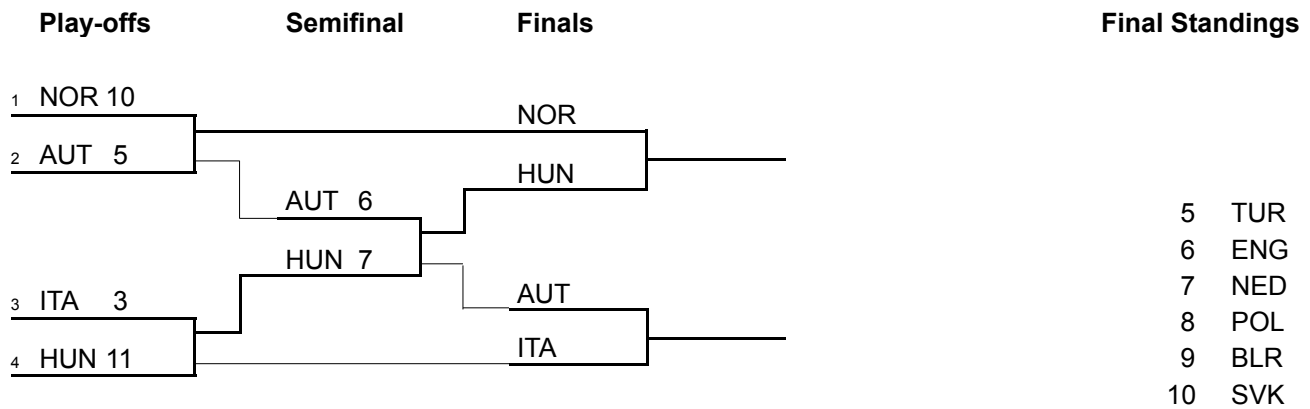 Play-offs Semifinal Finals Final Standings
1 NOR 10
NOR
2 AUT 5
HUN
AUT 6
5 TUR
HUN 7
6 ENG
7 NED
3 ITA 3
AUT
8 POL
4 HUN 11
ITA
9 BLR
10 SVK